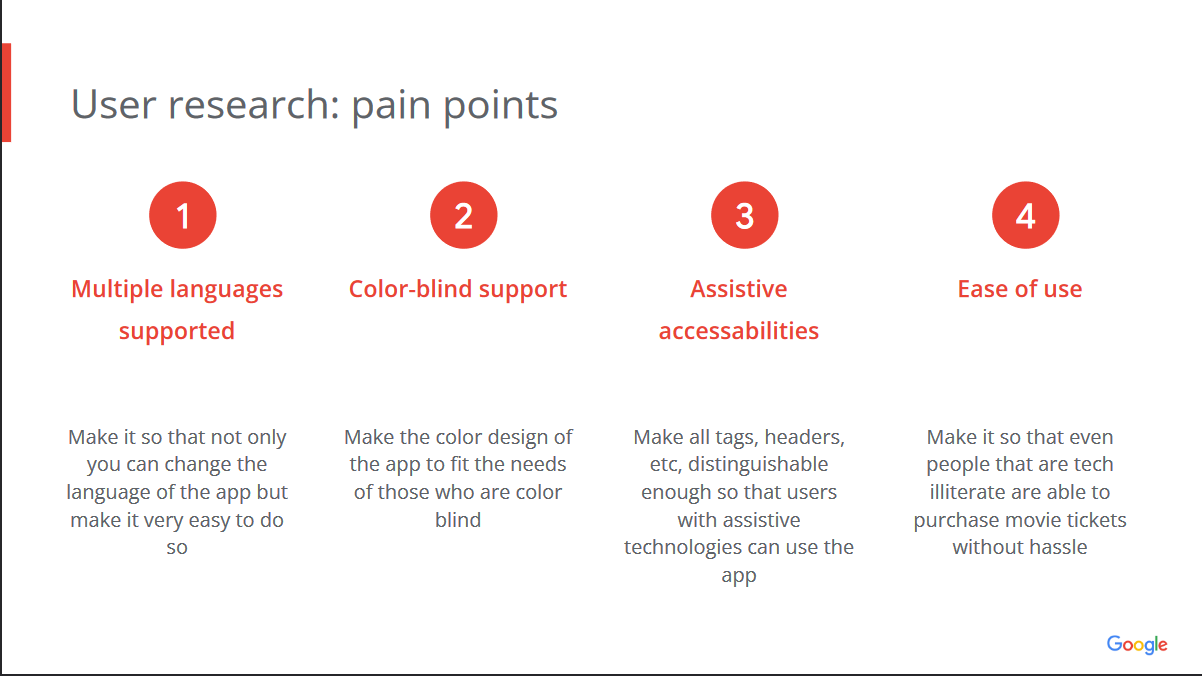 User research: pain points
1
Multiple languages
supported
Make it so that not only
you can change the
language of the app but
make it very easy to do
so
2
Color-blind support
Make the color design of
the app to fit the needs
of those who are color
blind
3
Assistive
accessabilities
Make all tags, headers,
etc, distinguishable
enough so that users
with assistive
technologies can use the
app
4
Ease of use
Make it so that even
people that are tech
illiterate are able to
purchase movie tickets
without hassle
Google